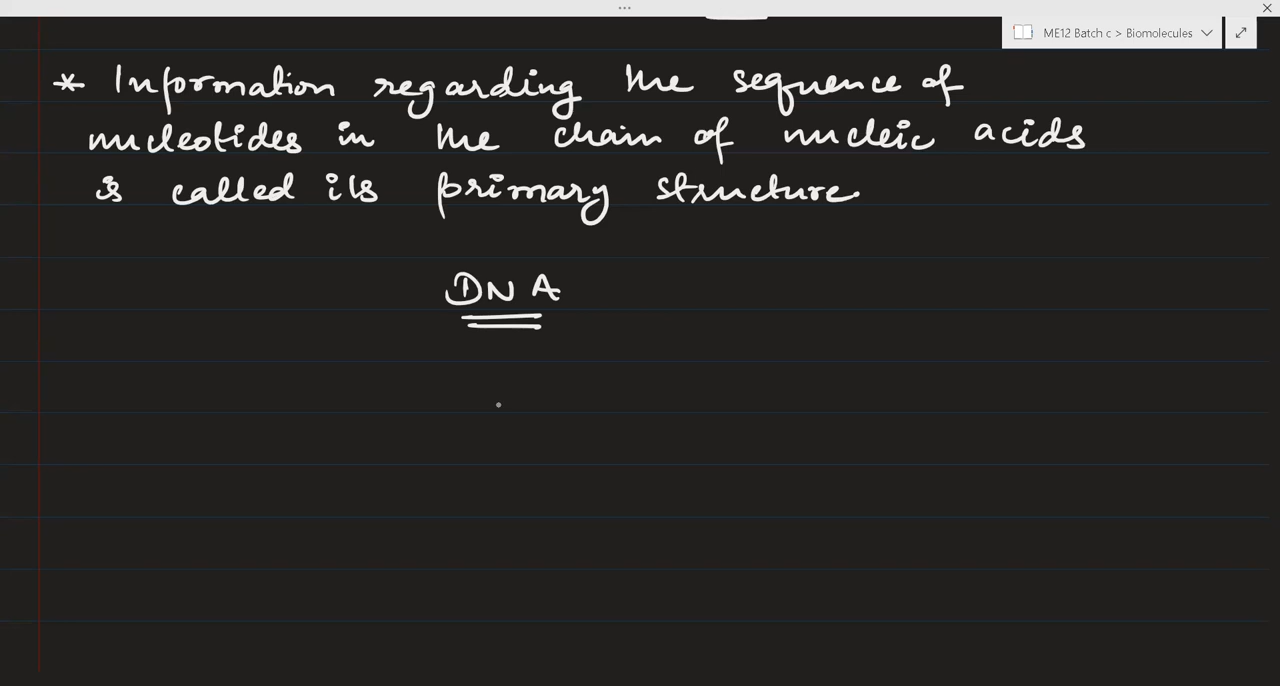 ME12 Batch c > Biomolecules
* Information regarding the sequence of
nucleotides in the chain of nucleic acids
is called its primary structure.
DNA